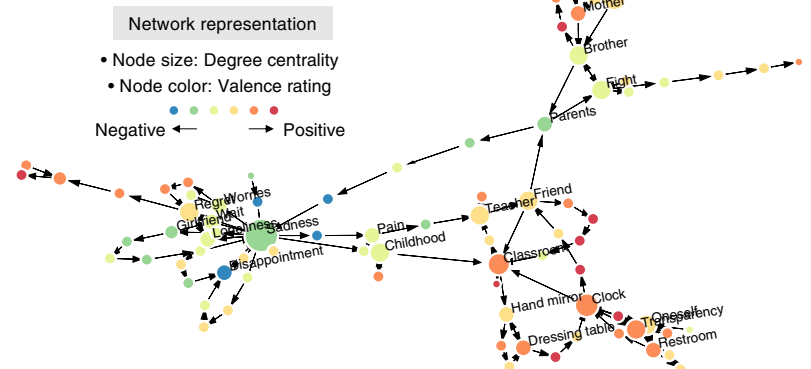 Network representation
• Node size: Degree centrality
• Node color: Valence rating
Negative
Positive
Mother
Brother
Fight
Parents
Worries
Regret
Wait
Girlfriend
Loneliness
Sadness
Disappointment
Pain
Childhood
Teacher
Friend
Classroom
Hand mirror
Clock
Oneself
Transparency
Dressing table
Restroom